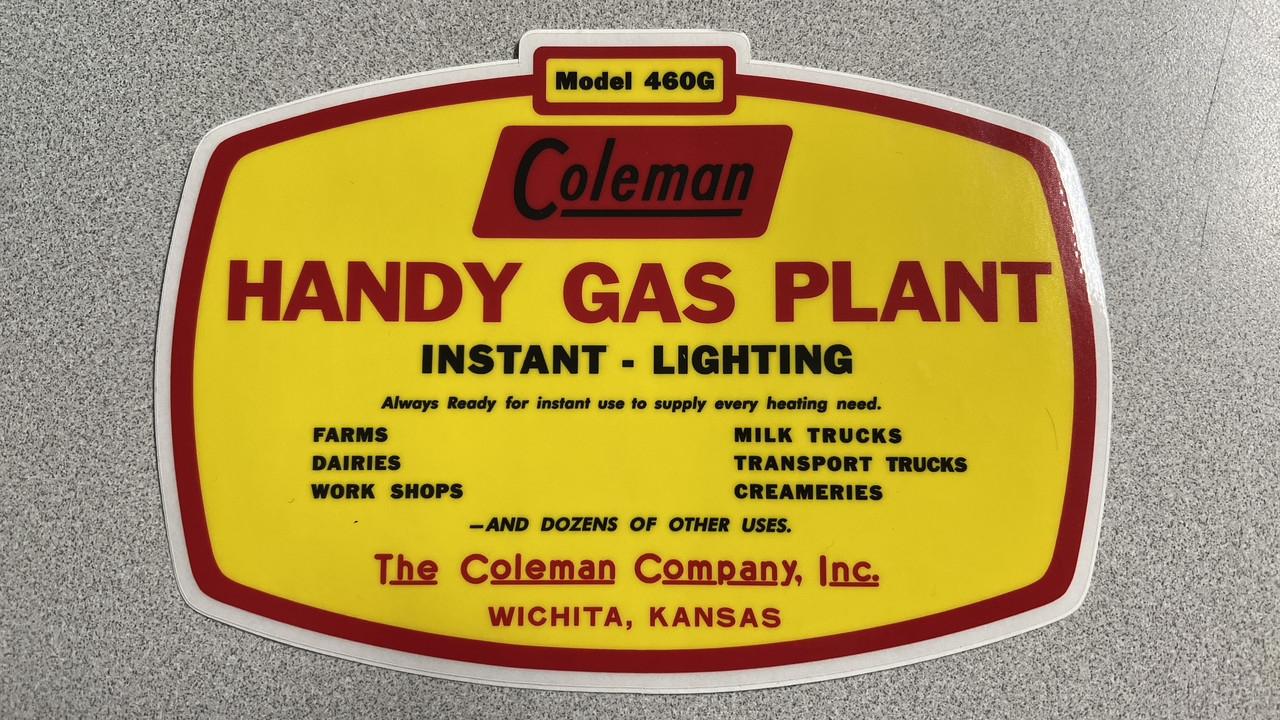 Model 460G
Coleman
HANDY GAS PLANT
INSTANT - LIGHTING
Always Ready for instant use to supply every heating need.
FARMS
DAIRIES
WORK SHOPS
MILK TRUCKS
TRANSPORT TRUCKS
CREAMERIES
—AND DOZENS OF OTHER USES.
The Coleman Company, Inc.
WICHITA, KANSAS